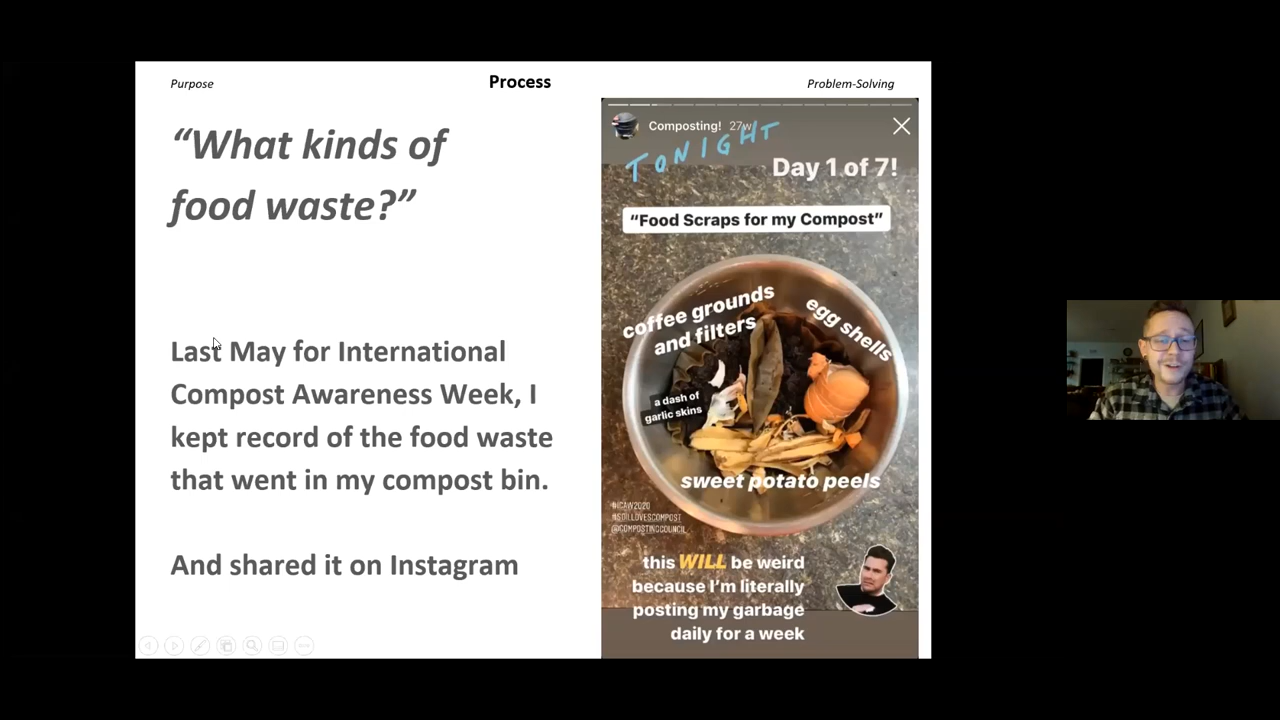 Purpose
Process
Problem-Solving
“What kinds of
food waste?”
Last May for International
Compost Awareness Week, I
kept record of the food waste
that went in my compost bin.
And shared it on Instagram
Composting! 27w
TONIGHT
Day 1 of 7!
“Food Scraps for my Compost”
coffee grounds
and filters
egg shells
a dash of
garlic skins
sweet potato peels
#ICAW2020
#SOILLOVESCOMPOST
@COMPOSTINGCOUNCIL
this WILL be weird
because I’m literally
posting my garbage
daily for a week